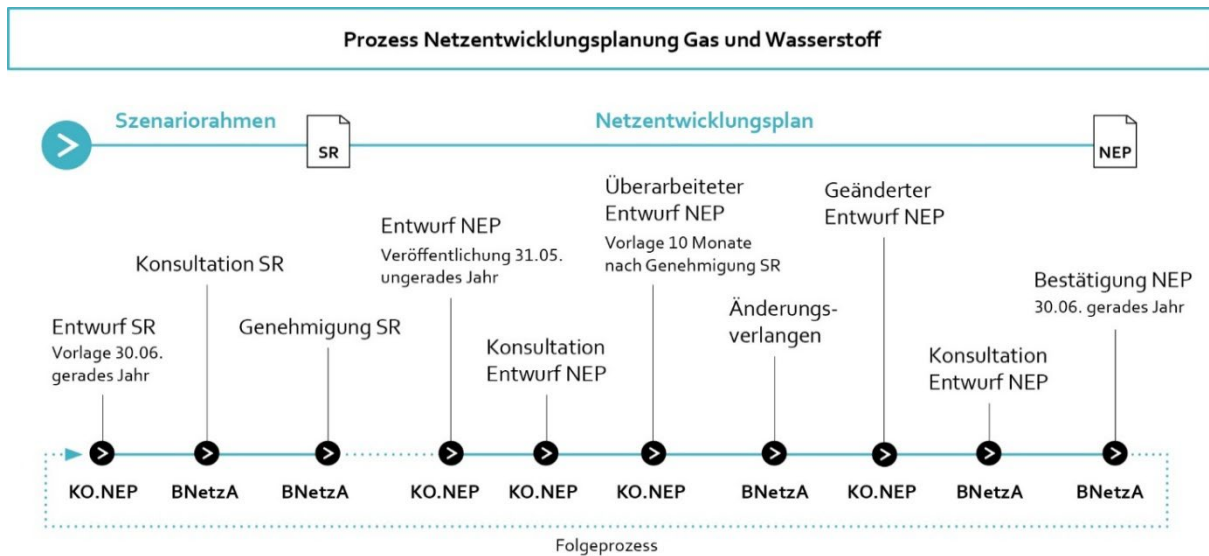 Prozess Netzentwicklungsplanung Gas und Wasserstoff
Szenariorahmen
SR
Netzentwicklungsplan
NEP
Entwurf SR
Vorlage 30.06.
gerades Jahr
Konsultation SR
Genehmigung SR
Entwurf NEP
Veröffentlichung 31.05.
ungerades Jahr
Konsultation
Entwurf NEP
Überarbeiteter
Entwurf NEP
Vorlage 10 Monate
nach Genehmigung SR
Änderungs-
verlangen
Geänderter
Entwurf NEP
Konsultation
Entwurf NEP
Bestätigung NEP
30.06. gerades Jahr
KO.NEP
BNetzA
BNetzA
KO.NEP
KO.NEP
KO.NEP
BNetzA
KO.NEP
BNetzA
BNetzA
Folgeprozess